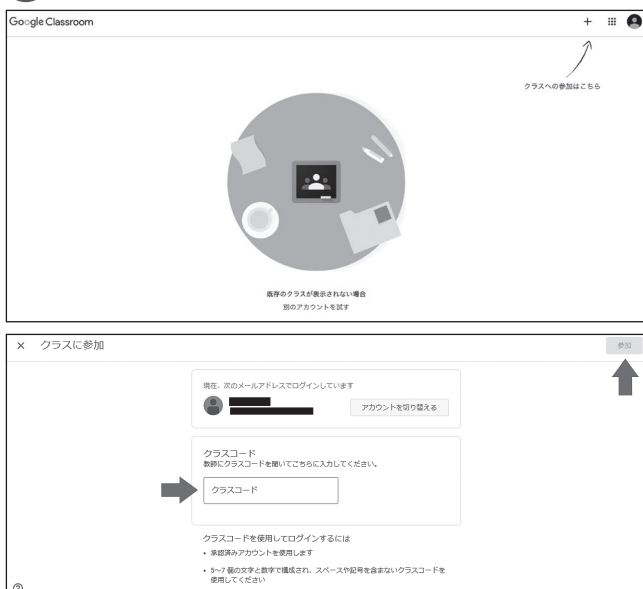 Google Classroom
クラスへの参加はこちら
既存のクラスが表示されない場合
別のアカウントを試す
× クラスに参加
参加
現在、次のメールアドレスでログインしています
アカウントを切り替える
クラスコード
教師にクラスコードを聞いてこちらに入力してください。
クラスコード
クラスコードを使用してログインするには
• 承認済みアカウントを使用します
• 5~7 個の文字と数字で構成され、スペースや記号を含まないクラスコードを
使用してください